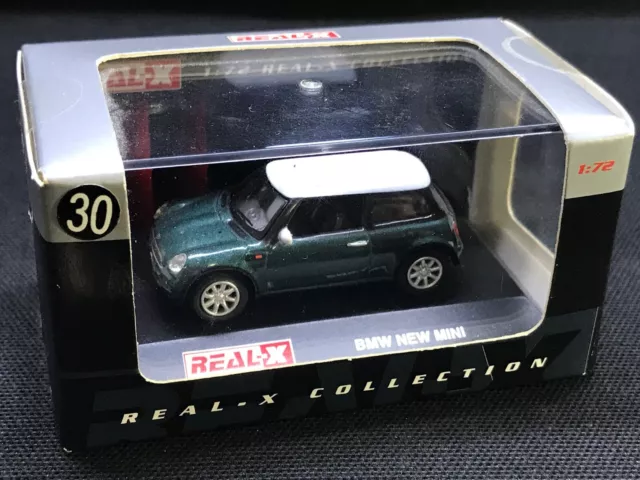 REAL-X
REAL-X
1:72 REAL-X COLLECTION
1:72
30
REAL-X
BMW NEW MINI
REAL-X COLLECTION